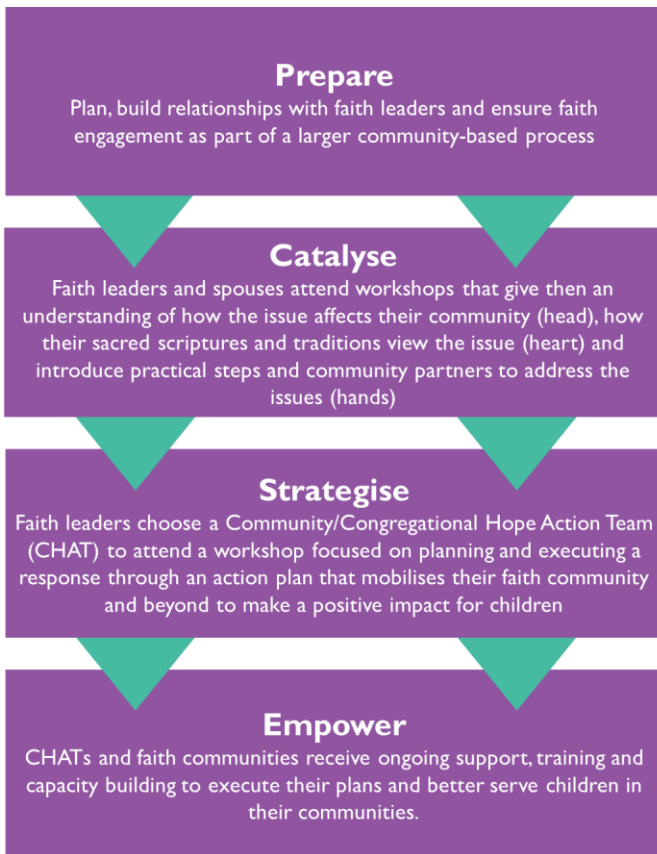 Prepare
Plan, build relationships with faith leaders and ensure faith
engagement as part of a larger community-based process
Catalyse
Faith leaders and spouses attend workshops that give then an
understanding of how the issue affects their community (head), how
their sacred scriptures and traditions view the issue (heart) and
introduce practical steps and community partners to address the
issues (hands)
Strategise
Faith leaders choose a Community/Congregational Hope Action Team
(CHAT) to attend a workshop focused on planning and executing a
response through an action plan that mobilises their faith community
and beyond to make a positive impact for children
Empower
CHATs and faith communities receive ongoing support, training and
capacity building to execute their plans and better serve children in
their communities.